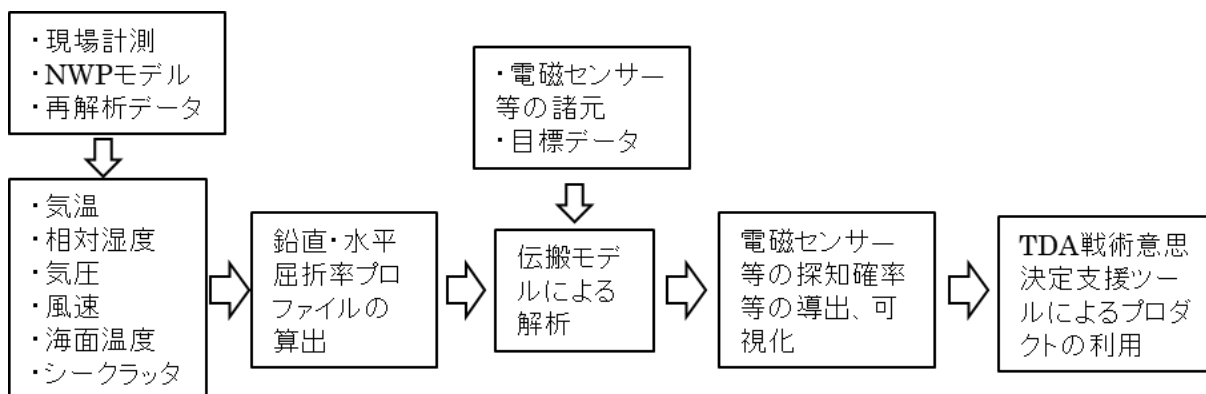 ・現場計測
・NWPモデル
・再解析データ
・電磁センサー
等の諸元
・目標データ
・気温
・相対湿度
・気圧
・風速
・海面温度
・シークラッタ
鉛直・水平
屈折率プロ
ファイルの
算出
伝搬モデ
ルによる
解析
電磁センサー
等の探知確率
等の導出、可
視化
TDA戦術意思
決定支援ツー
ルによるプロダ
クトの利用